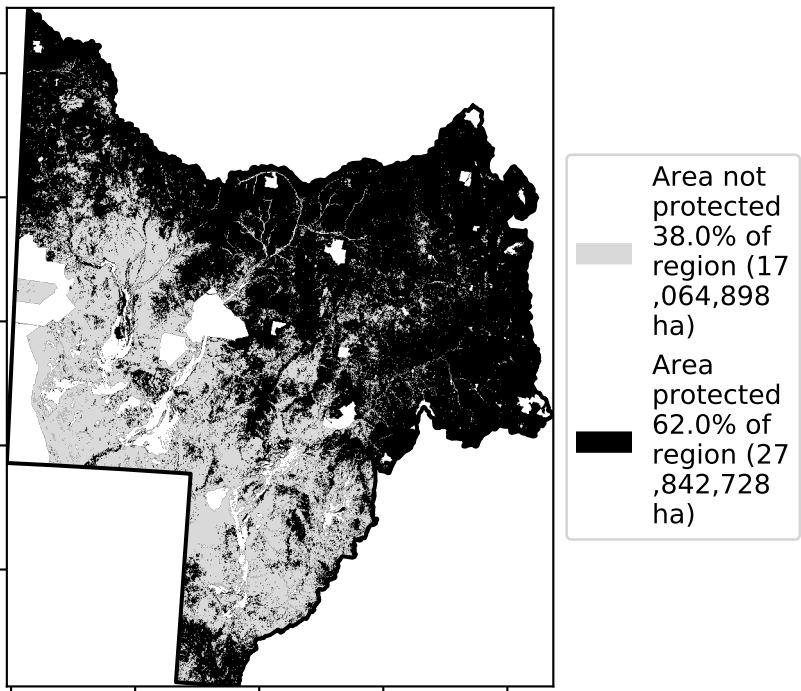 Area not
protected
38.0% of
region (17
,064,898
ha)
Area
protected
62.0% of
region (27
,842,728
ha)